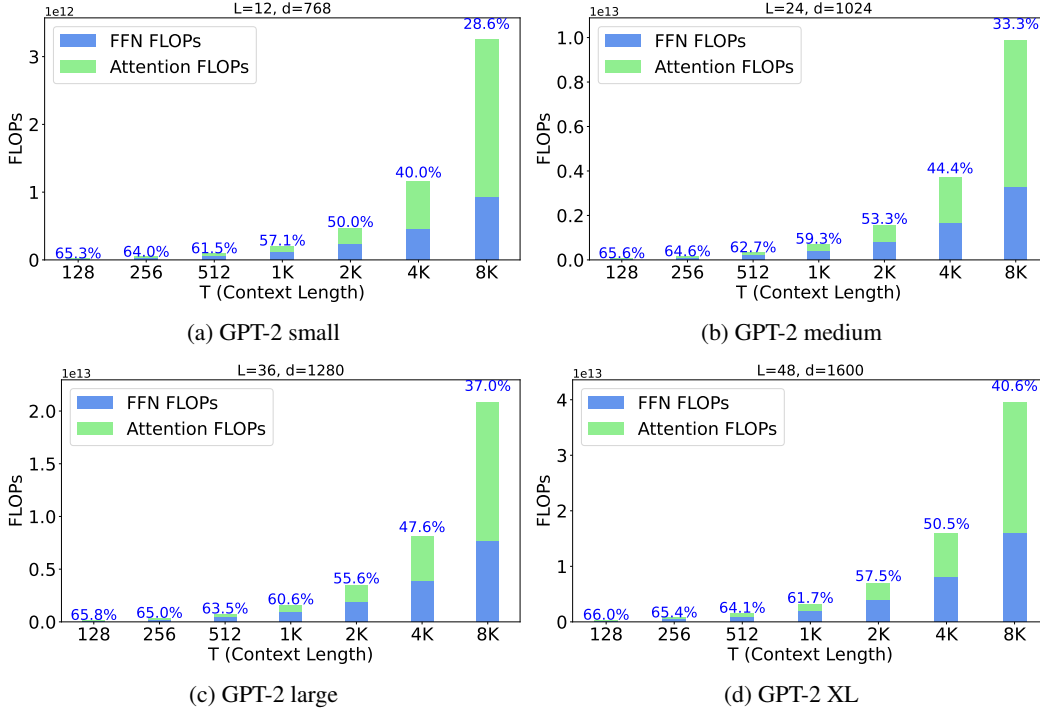 1e12
L=12, d=768
FFN FLOPs
Attention FLOPs
FLOPs
3
2
1
0
65.3%
64.0%
61.5%
57.1%
50.0%
40.0%
28.6%
128 256 512 1K 2K 4K 8K
T (Context Length)
(a) GPT-2 small
1e13
L=24, d=1024
FFN FLOPs
Attention FLOPs
FLOPs
1.0
0.8
0.6
0.4
0.2
0.0
65.6%
64.6%
62.7%
59.3%
53.3%
44.4%
33.3%
128 256 512 1K 2K 4K 8K
T (Context Length)
(b) GPT-2 medium
1e13
L=36, d=1280
FFN FLOPs
Attention FLOPs
FLOPs
2.0
1.5
1.0
0.5
0.0
65.8%
65.0%
63.5%
60.6%
55.6%
47.6%
37.0%
128 256 512 1K 2K 4K 8K
T (Context Length)
(c) GPT-2 large
1e13
L=48, d=1600
FFN FLOPs
Attention FLOPs
FLOPs
4
3
2
1
0
66.0%
65.4%
64.1%
61.7%
57.5%
50.5%
40.6%
128 256 512 1K 2K 4K 8K
T (Context Length)
(d) GPT-2 XL